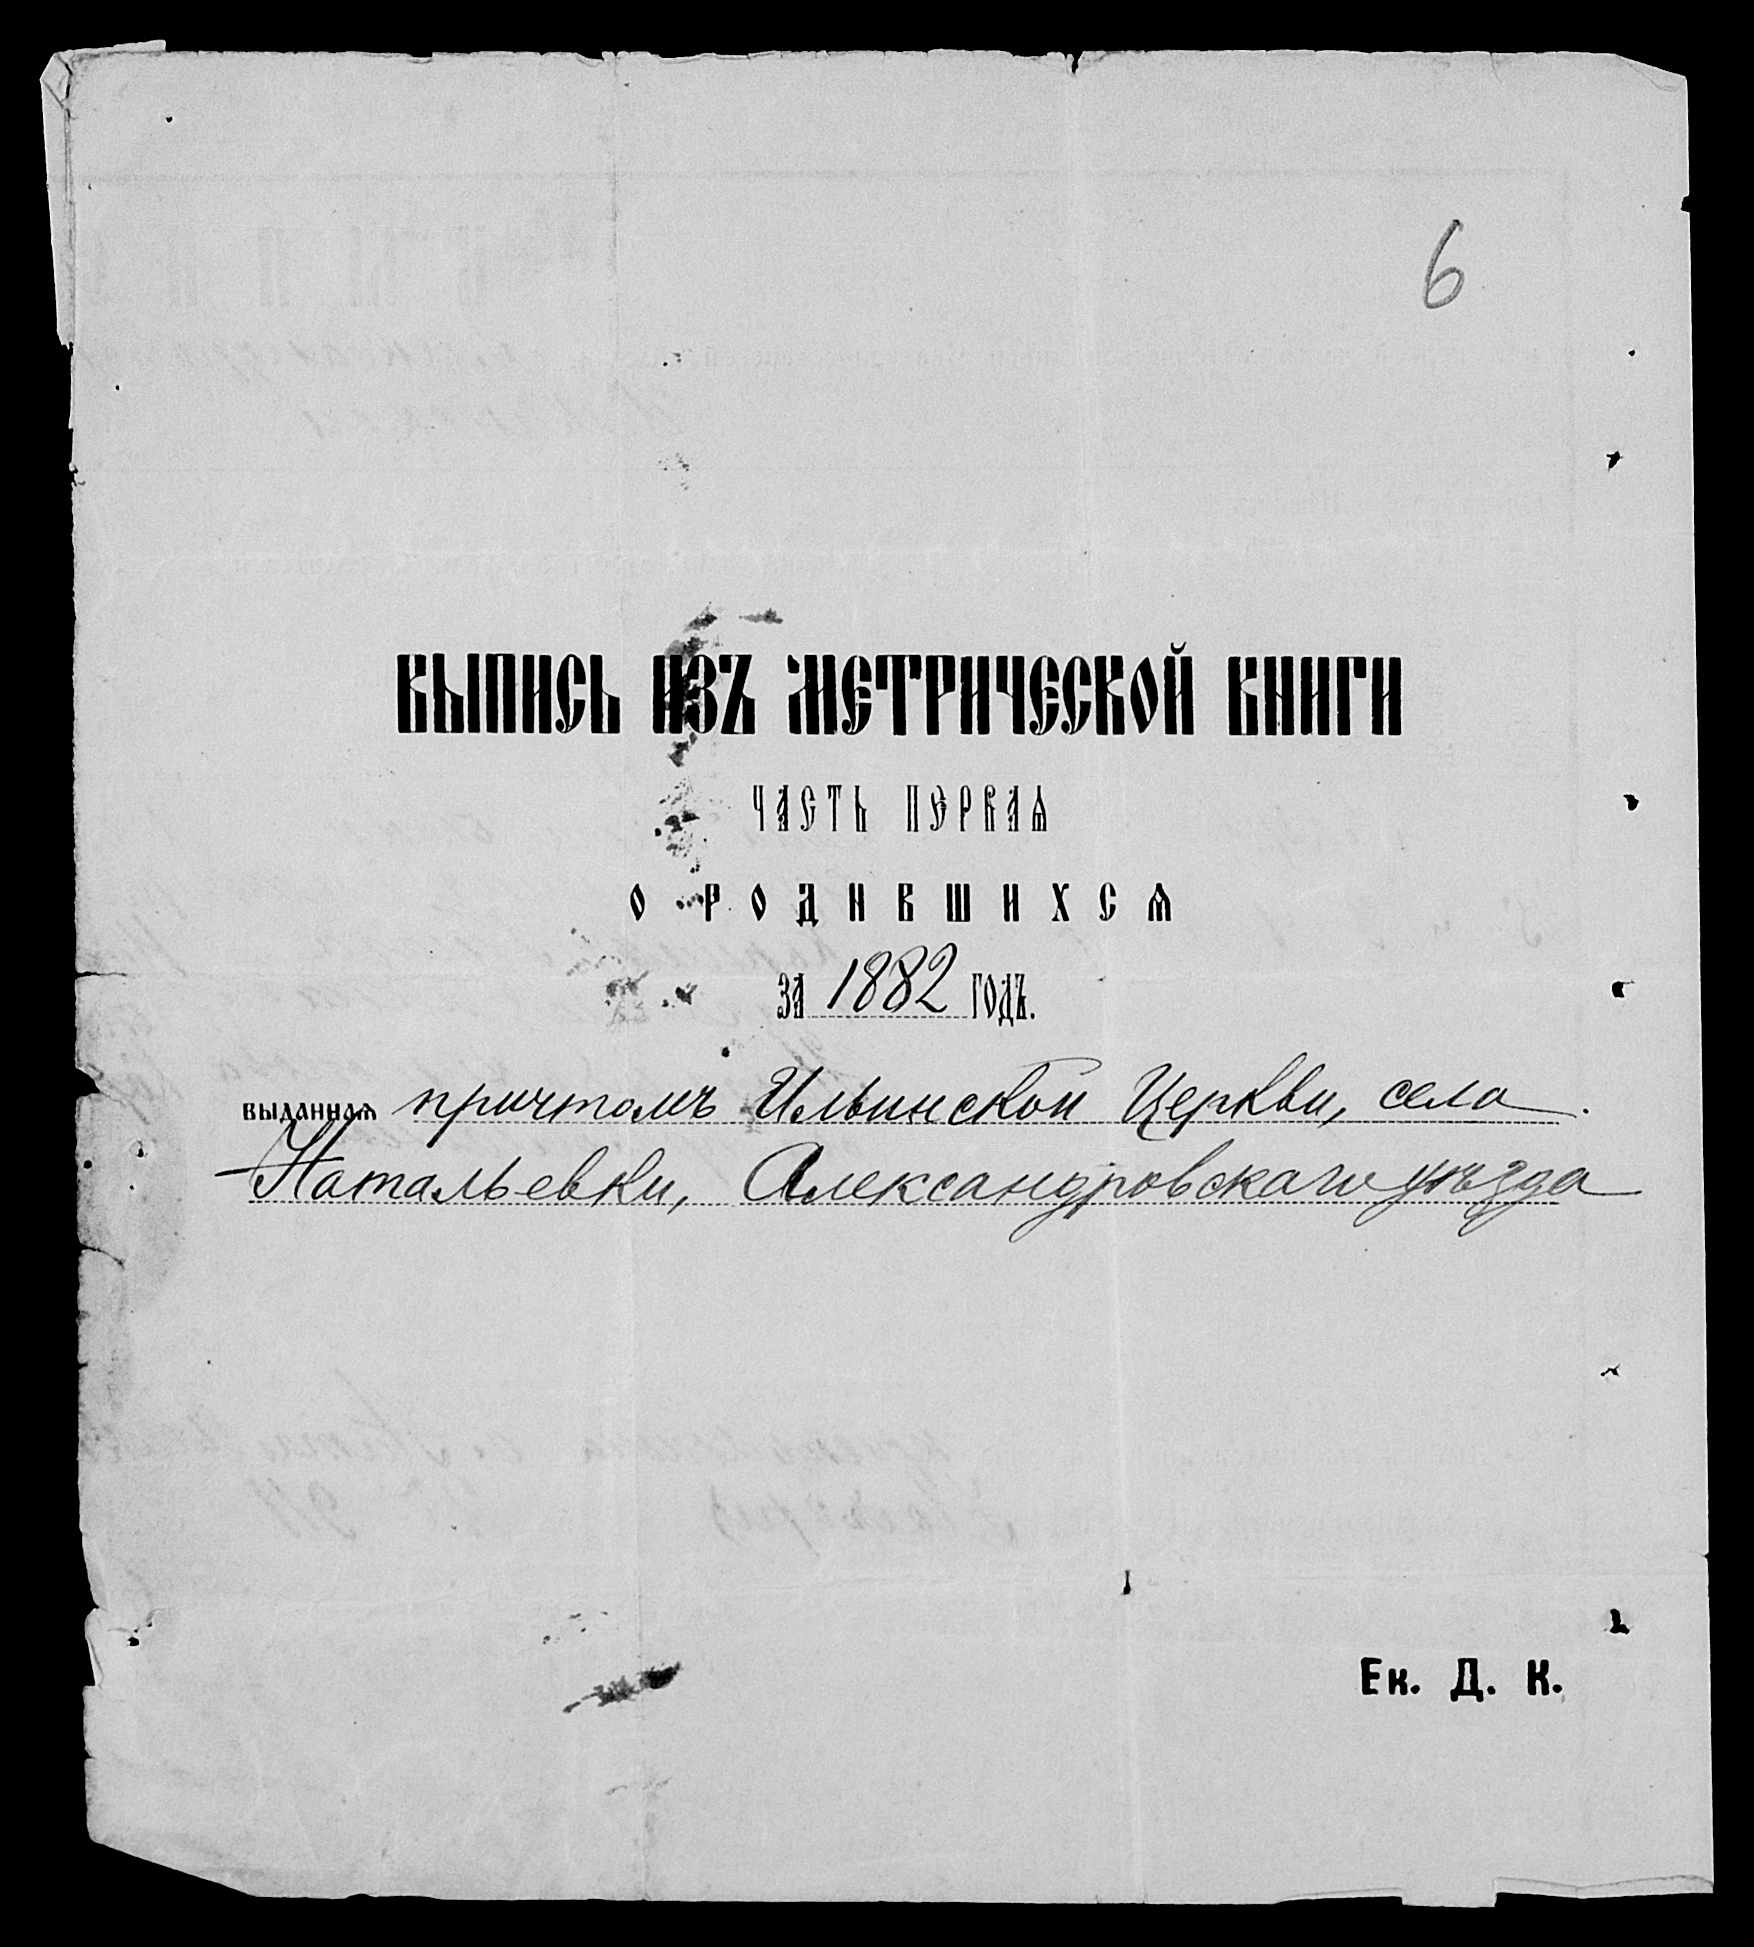 6
ВЫПИСЬ ИЗЪ МЕТРИЧЕСКОЙ КНИГИ
ЧАСТЬ ПЕРВАЯ
О РОДИВШИХСЯ
ЗА 1882 ГОДЪ.
ВЫДАННАЯ причтомъ Ильинской Церкви, села
Натальевки, Александровскаго уѣзда
Ек. Д. К.